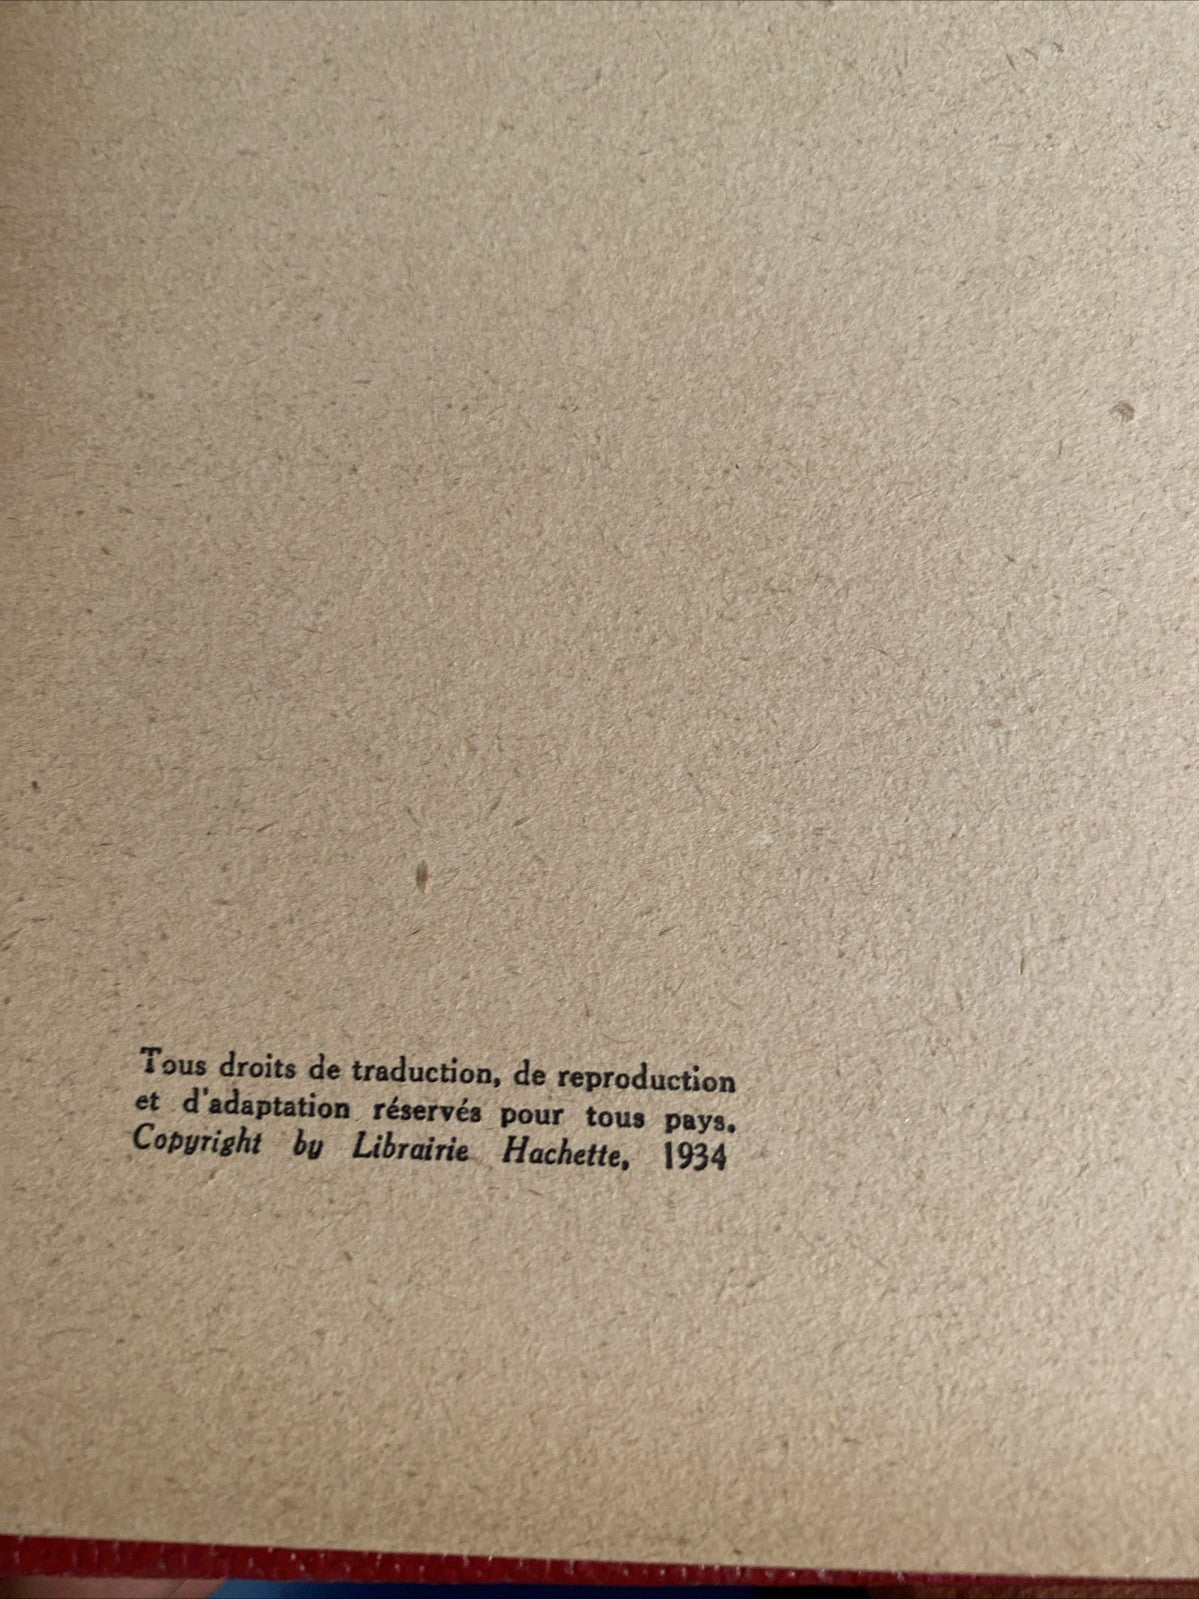 Tous droits de traduction, de reproduction
et d'adaptation réservés pour tous pays.
Copyright by Librairie Hachette, 1934